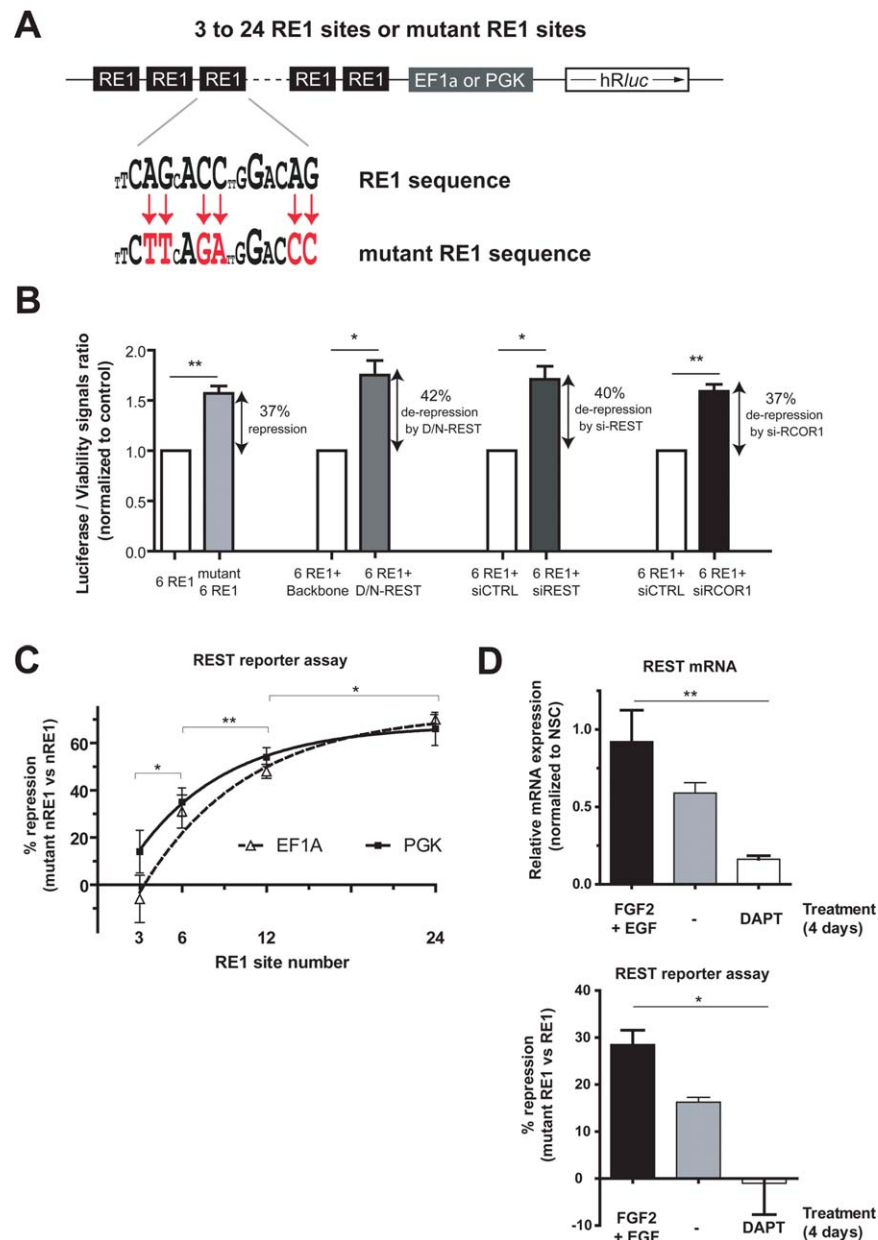 A
3 to 24 RE1 sites or mutant RE1 sites
RE1 RE1 RE1 RE1 RE1 EF1a or PGK hRluc
TTCAGCACCTTGGACAG RE1 sequence
TTCTTCAGATTGGACCC mutant RE1 sequence
B
Luciferase / Viability signals ratio
(normalized to control)
2.0
1.5
1.0
0.5
0.0
** * * **
37%
repression
42%
de-repression
by D/N-REST
40%
de-repression
by si-REST
37%
de-repression
by si-RCOR1
6 RE1
mutant
6 RE1
6 RE1+
Backbone
6 RE1+
D/N-REST
6 RE1+
siCTRL
6 RE1+
siREST
6 RE1+
siCTRL
6 RE1+
siRCOR1
C
REST reporter assay
% repression
(mutant nRE1 vs nRE1)
60
40
20
0
* ** *
EF1A PGK
3 6 12 24
RE1 site number
D
REST mRNA
Relative mRNA expression
(normalized to NSC)
1.0
0.5
0.0
**
FGF2
+ EGF
-
DAPT
Treatment
(4 days)
REST reporter assay
% repression
(mutant RE1 vs RE1)
40
30
20
10
0
-10
*
FGF2
+ EGF
-
DAPT
Treatment
(4 days)